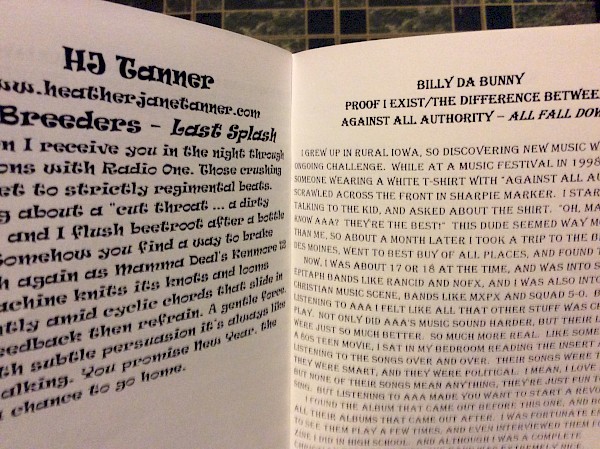 HJ Tanner
www.heatherjanetanner.com
Breeders - Last Splash
n I receive you in the night through
ons with Radio One. Those crushing
et to strictly regimental beats.
g about a "cut throat ... a dirty
and I flush beetroot after a bottle
Somehow you find a way to brake
h again as Mamma Deal's Kenmore 12
achine knits its knots and looms
ntly amid cyclic chords that slide in
eedback then refrain. A gentle force,
th subtle persuasion it's always like
alking. You promise New Year, the
a chance to go home.
BILLY DA BUNNY
PROOF I EXIST/THE DIFFERENCE BETWEE
AGAINST ALL AUTHORITY – ALL FALL DOW
I GREW UP IN RURAL IOWA, SO DISCOVERING NEW MUSIC W
ONGOING CHALLENGE. WHILE AT A MUSIC FESTIVAL IN 1998
SOMEONE WEARING A WHITE T-SHIRT WITH "AGAINST ALL AU
SCRAWLED ACROSS THE FRONT IN SHARPIE MARKER. I STAR
TALKING TO THE KID, AND ASKED ABOUT THE SHIRT. "OH, MA
KNOW AAA? THEY'RE THE BEST!" THIS DUDE SEEMED WAY MO
THAN ME, SO ABOUT A MONTH LATER I TOOK A TRIP TO THE B
DES MOINES, WENT TO BEST BUY OF ALL PLACES, AND FOUND T
NOW, I WAS ABOUT 17 OR 18 AT THE TIME, AND WAS INTO S
EPITAPH BANDS LIKE RANCID AND NOFX, AND I WAS ALSO INTO
CHRISTIAN MUSIC SCENE, BANDS LIKE MXPX AND SQUAD 5-0. B
LISTENING TO AAA I FELT LIKE ALL THAT OTHER STUFF WAS CH
PLAY. NOT ONLY DID AAA'S MUSIC SOUND HARDER, BUT THEIR L
WERE JUST SO MUCH BETTER. SO MUCH MORE REAL. LIKE SOME
A 60S TEEN MOVIE, I SAT IN MY BEDROOM READING THE INSERT A
LISTENING TO THE SONGS OVER AND OVER. THEIR SONGS WERE T
THEY WERE SMART, AND THEY WERE POLITICAL. I MEAN, I LOVE
BUT NONE OF THEIR SONGS MEAN ANYTHING, THEY'RE JUST FUN TO
SING. BUT LISTENING TO AAA MADE YOU WANT TO START A REVOL
I FOUND THE ALBUM THAT CAME OUT BEFORE THIS ONE, AND BO
ALL THEIR ALBUMS THAT CAME OUT AFTER. I WAS FORTUNATE E
TO SEE THEM PLAY A FEW TIMES, AND EVEN INTERVIEWED THEM FO
ZINE I DID IN HIGH SCHOOL. AND ALTHOUGH I WAS A COMPLETE